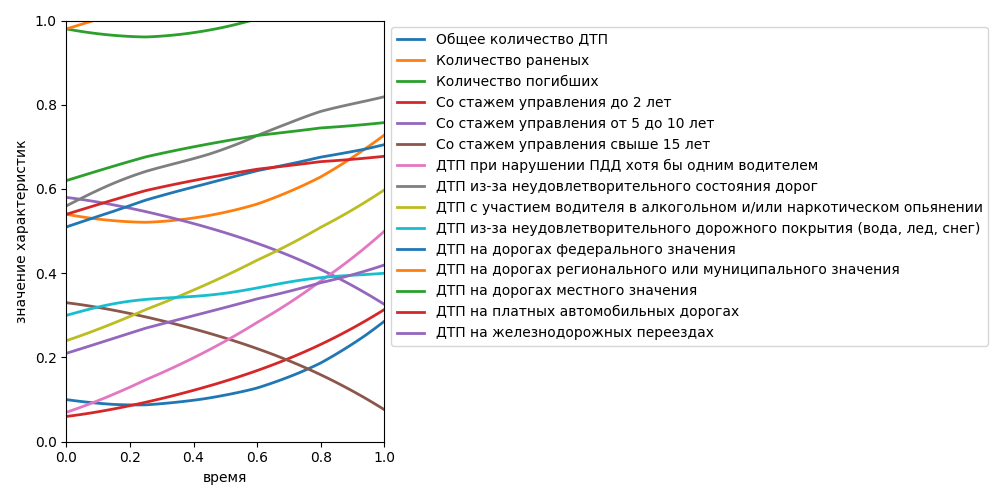 1.0
0.8
0.6
0.4
0.2
0.0
значение характеристик
0.0 0.2 0.4 0.6 0.8 1.0
время
Общее количество ДТП
Количество раненых
Количество погибших
Со стажем управления до 2 лет
Со стажем управления от 5 до 10 лет
Со стажем управления свыше 15 лет
ДТП при нарушении ПДД хотя бы одним водителем
ДТП из-за неудовлетворительного состояния дорог
ДТП с участием водителя в алкогольном и/или наркотическом опьянении
ДТП из-за неудовлетворительного дорожного покрытия (вода, лед, снег)
ДТП на дорогах федерального значения
ДТП на дорогах регионального или муниципального значения
ДТП на дорогах местного значения
ДТП на платных автомобильных дорогах
ДТП на железнодорожных переездах